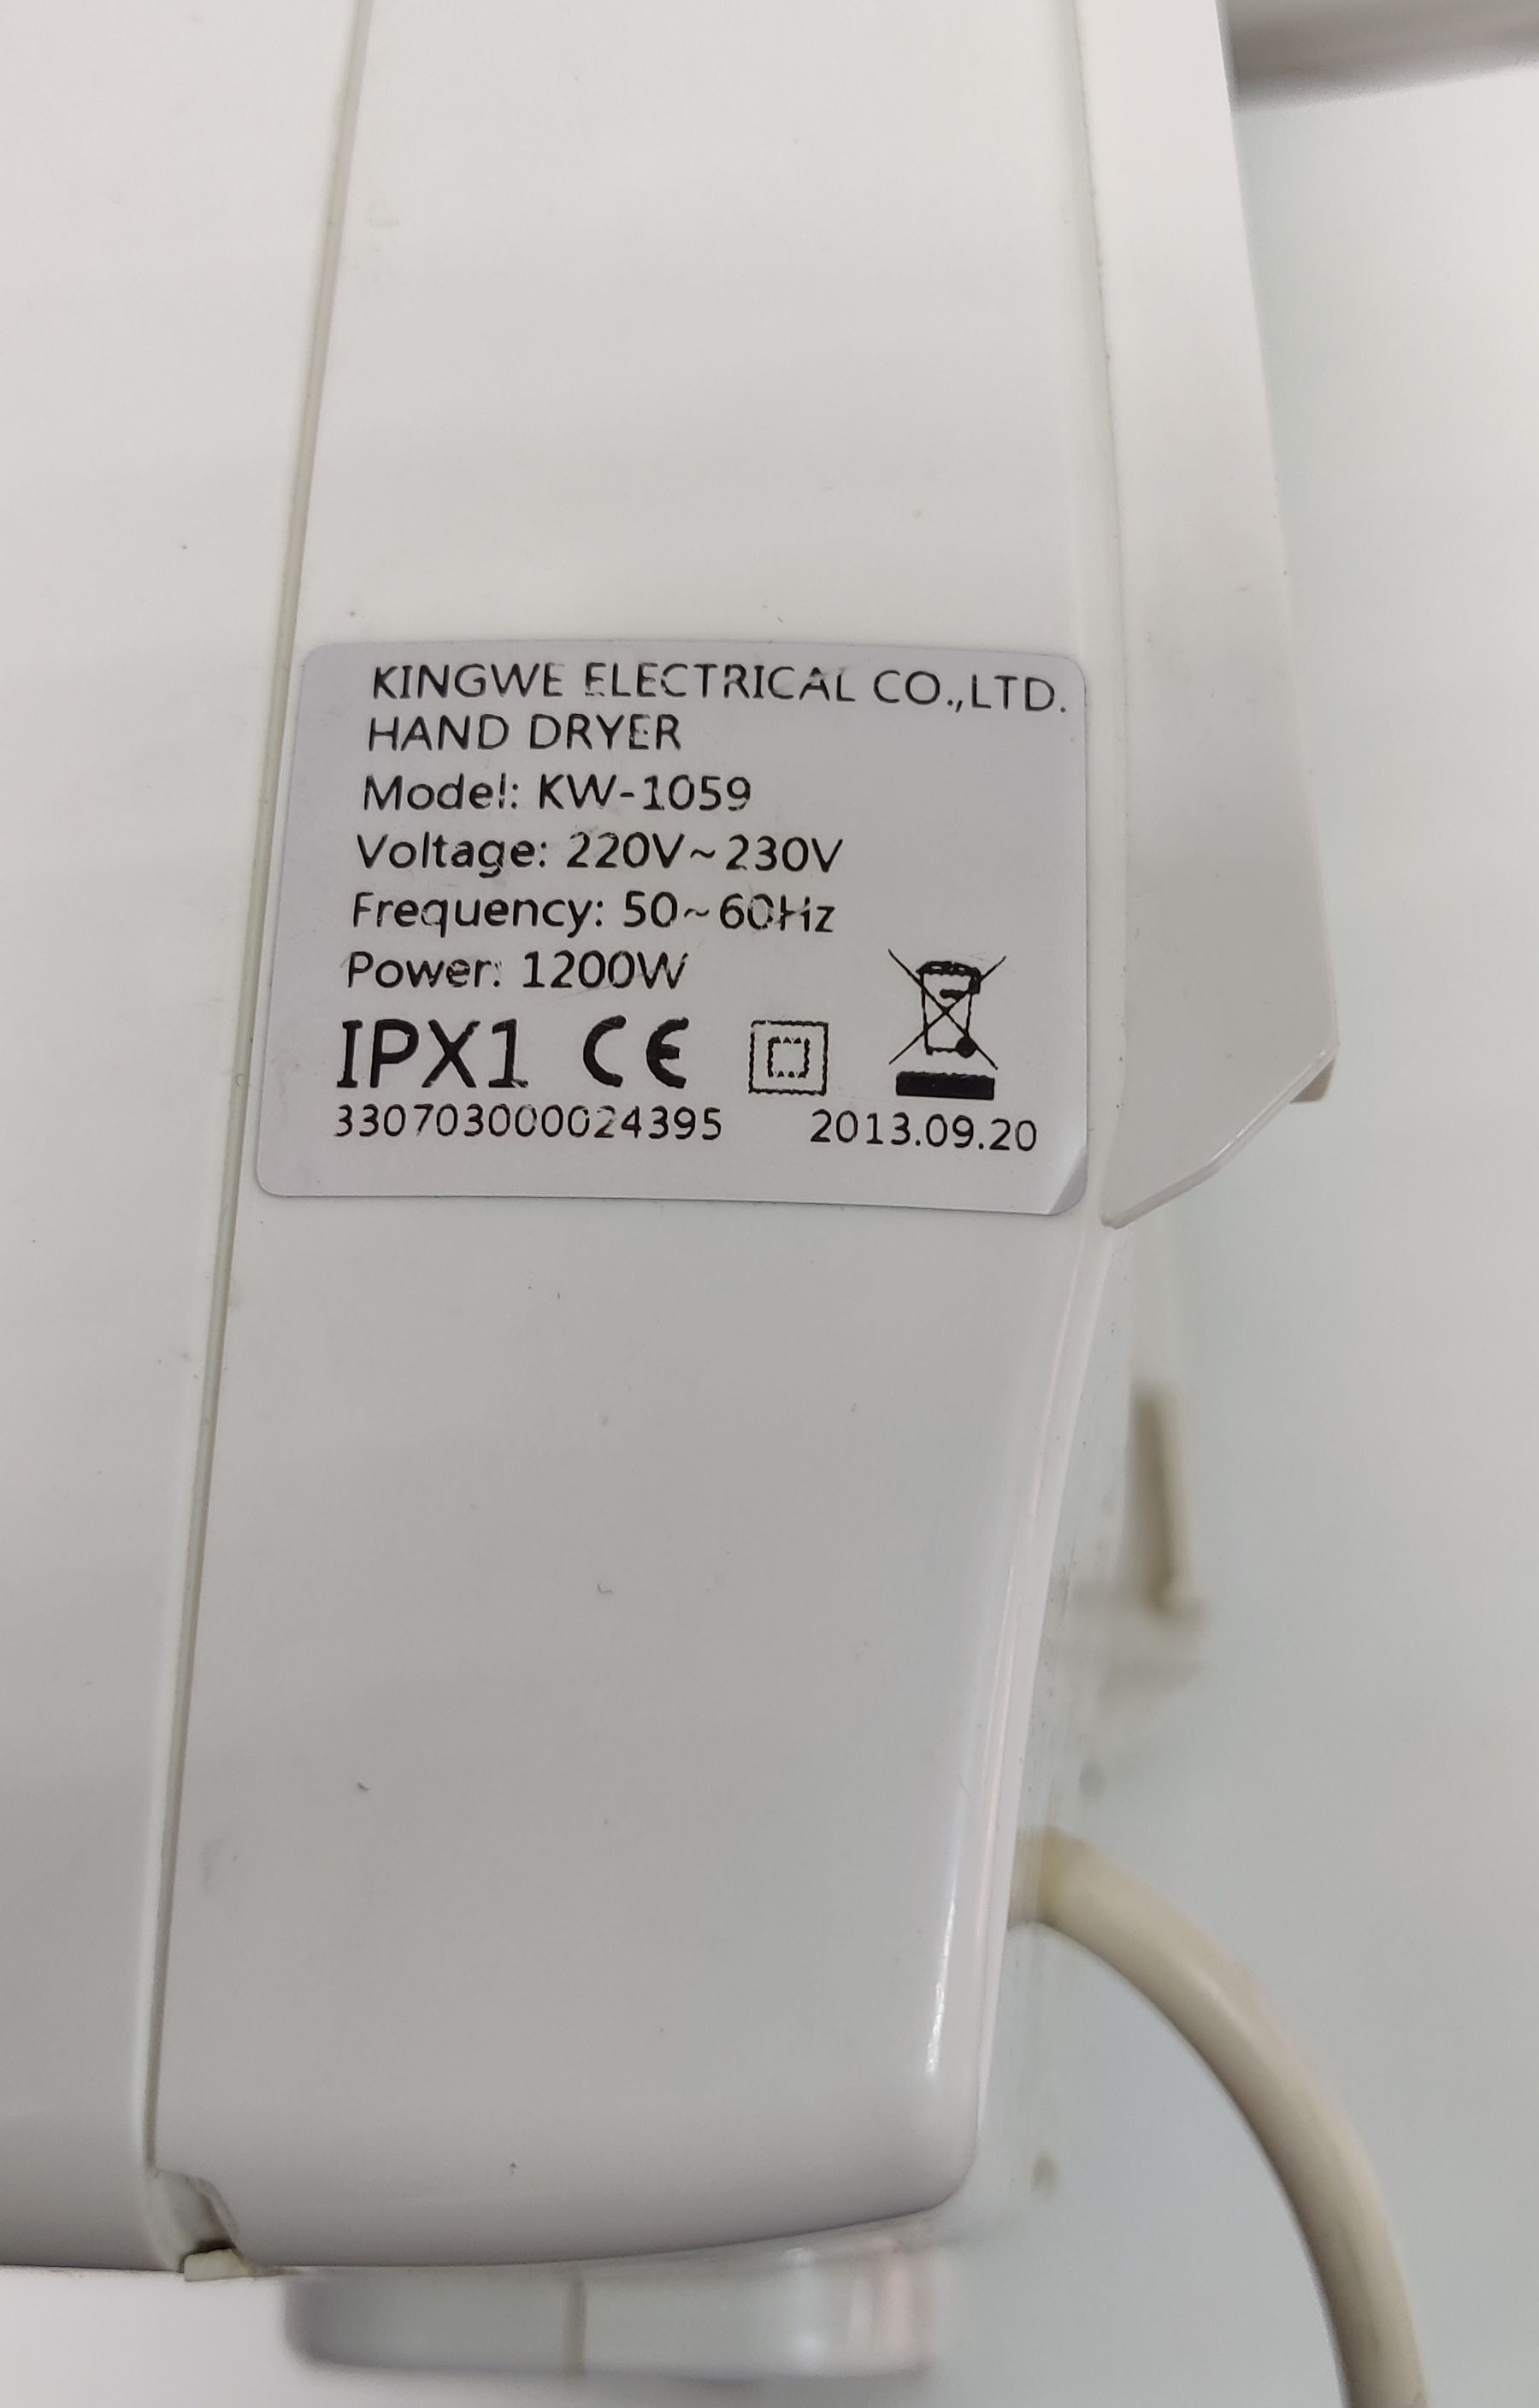 KINGWE ELECTRICAL CO.,LTD.
HAND DRYER
Model: KW-1059
Voltage: 220V~230V
Frequency: 50~60Hz
Power: 1200W
IPX1 CE
330703000024395 2013.09.20